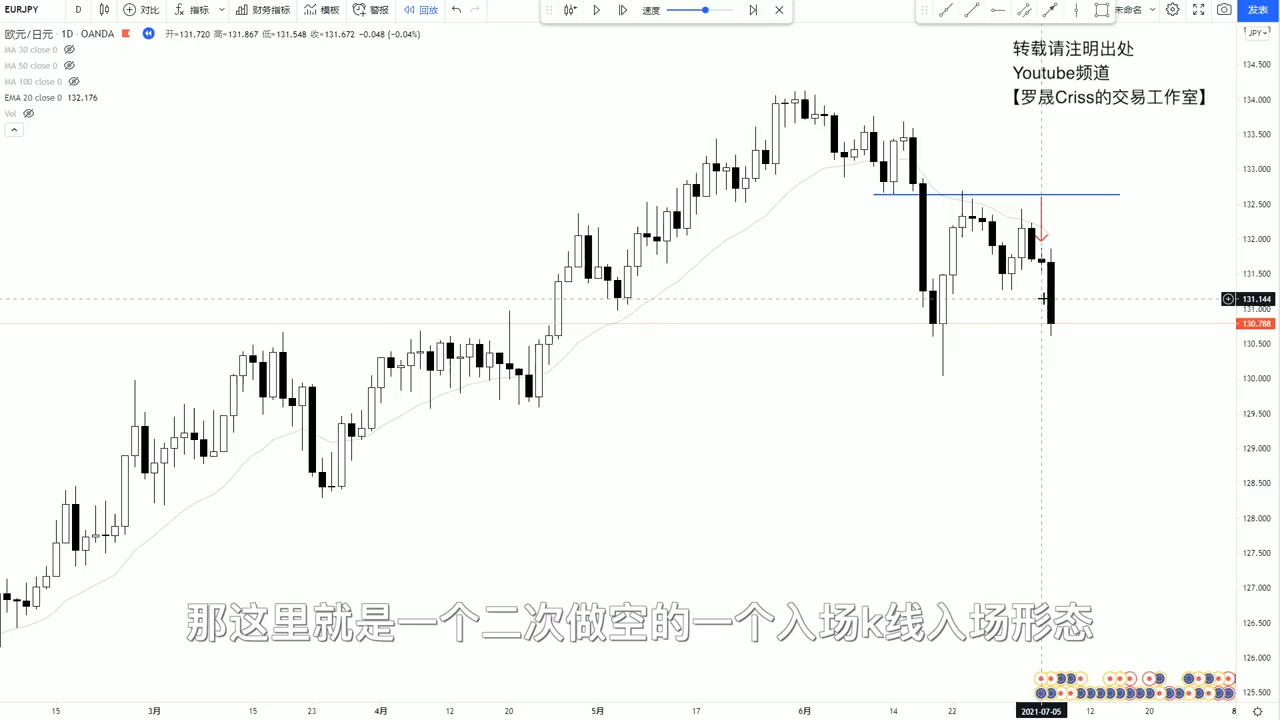 EURJPY D 对比 指标 财务指标 模板 警报 回放 速度 未命名 发表
欧元/日元 · 1D · OANDA 开=131.720 高=131.867 低=131.548 收=131.672 -0.048 (-0.04%)
JPY
MA 30 close 0
MA 50 close 0
MA 100 close 0
EMA 20 close 0 132.176
Vol
转载请注明出处
Youtube频道
【罗晟Criss的交易工作室】
134.500
134.000
133.500
133.000
132.500
132.000
131.500
131.144
131.000
130.788
130.500
130.000
129.500
129.000
128.500
128.000
127.500
127.000
126.500
126.000
125.500
那这里就是一个二次做空的一个入场k线入场形态
15 3月 15 23 4月 12 20 5月 17 6月 14 22 2021-07-05 12 20 8